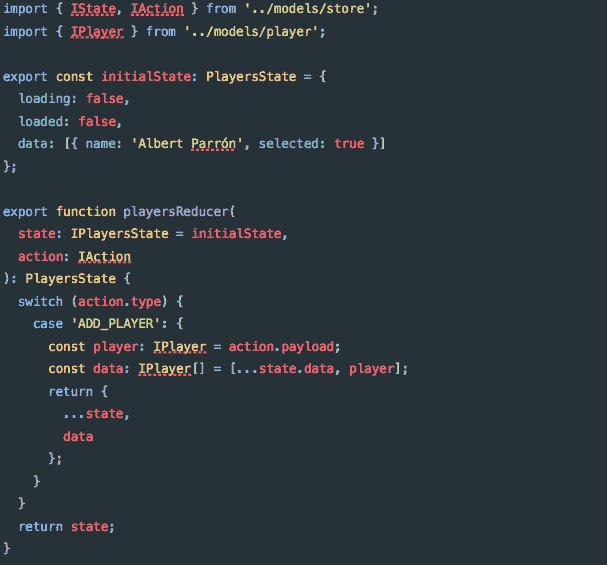 import { IState, IAction } from '../models/store';
import { IPlayer } from '../models/player';
export const initialState: PlayersState = {
loading: false,
loaded: false,
data: [{ name: 'Albert Parrón', selected: true }]
};
export function playersReducer(
state: IPlayersState = initialState,
action: IAction
): PlayersState {
switch (action.type) {
case 'ADD_PLAYER': {
const player: IPlayer = action.payload;
const data: IPlayer[] = [...state.data, player];
return {
...state,
data
};
}
}
return state;
}